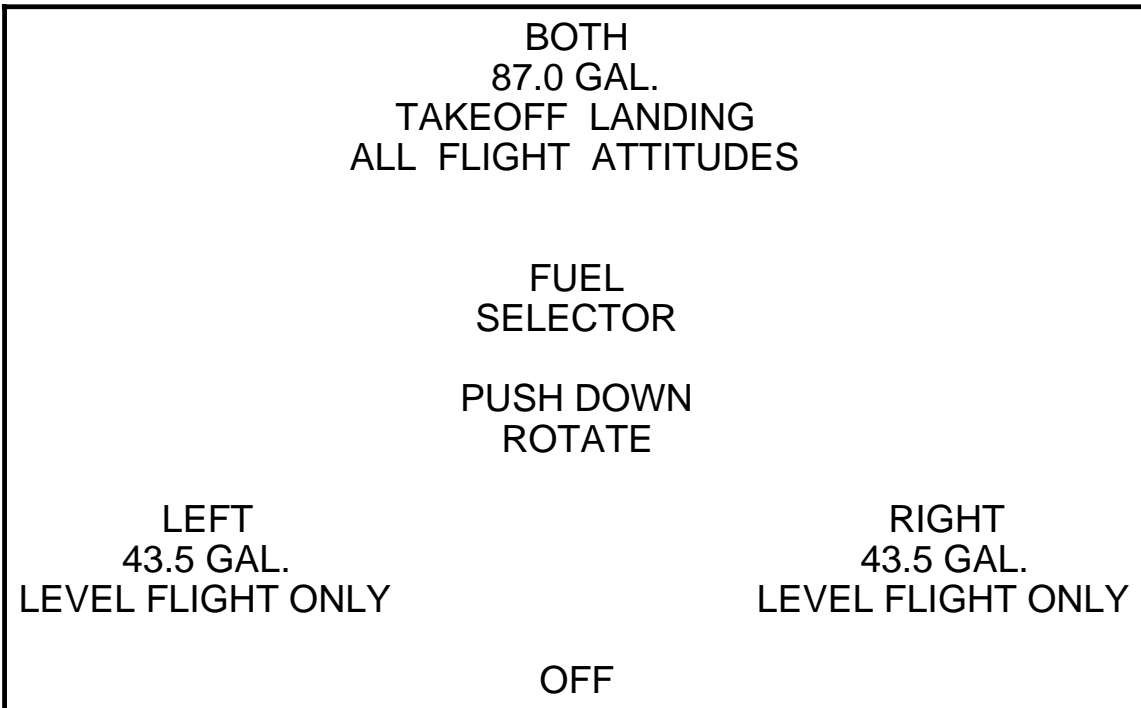 BOTH
87.0 GAL.
TAKEOFF LANDING
ALL FLIGHT ATTITUDES
FUEL
SELECTOR
PUSH DOWN
ROTATE
LEFT
43.5 GAL.
LEVEL FLIGHT ONLY
RIGHT
43.5 GAL.
LEVEL FLIGHT ONLY
OFF